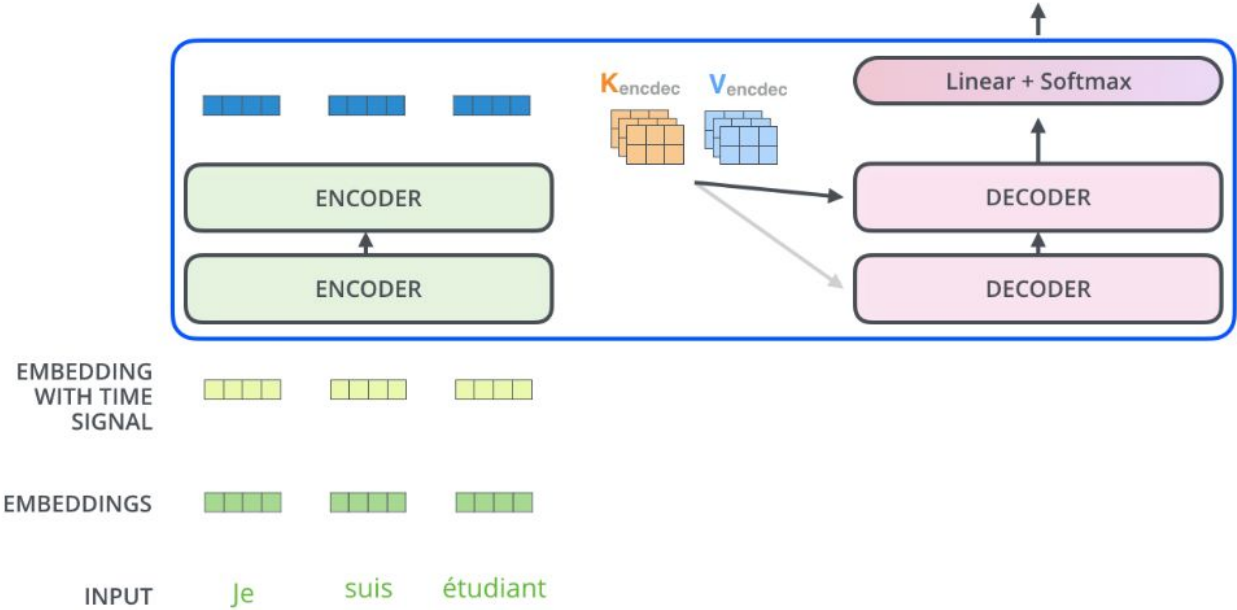 Kencdec
Vencdec
Linear + Softmax
ENCODER
DECODER
ENCODER
DECODER
EMBEDDING
WITH TIME
SIGNAL
EMBEDDINGS
INPUT
Je
suis
étudiant